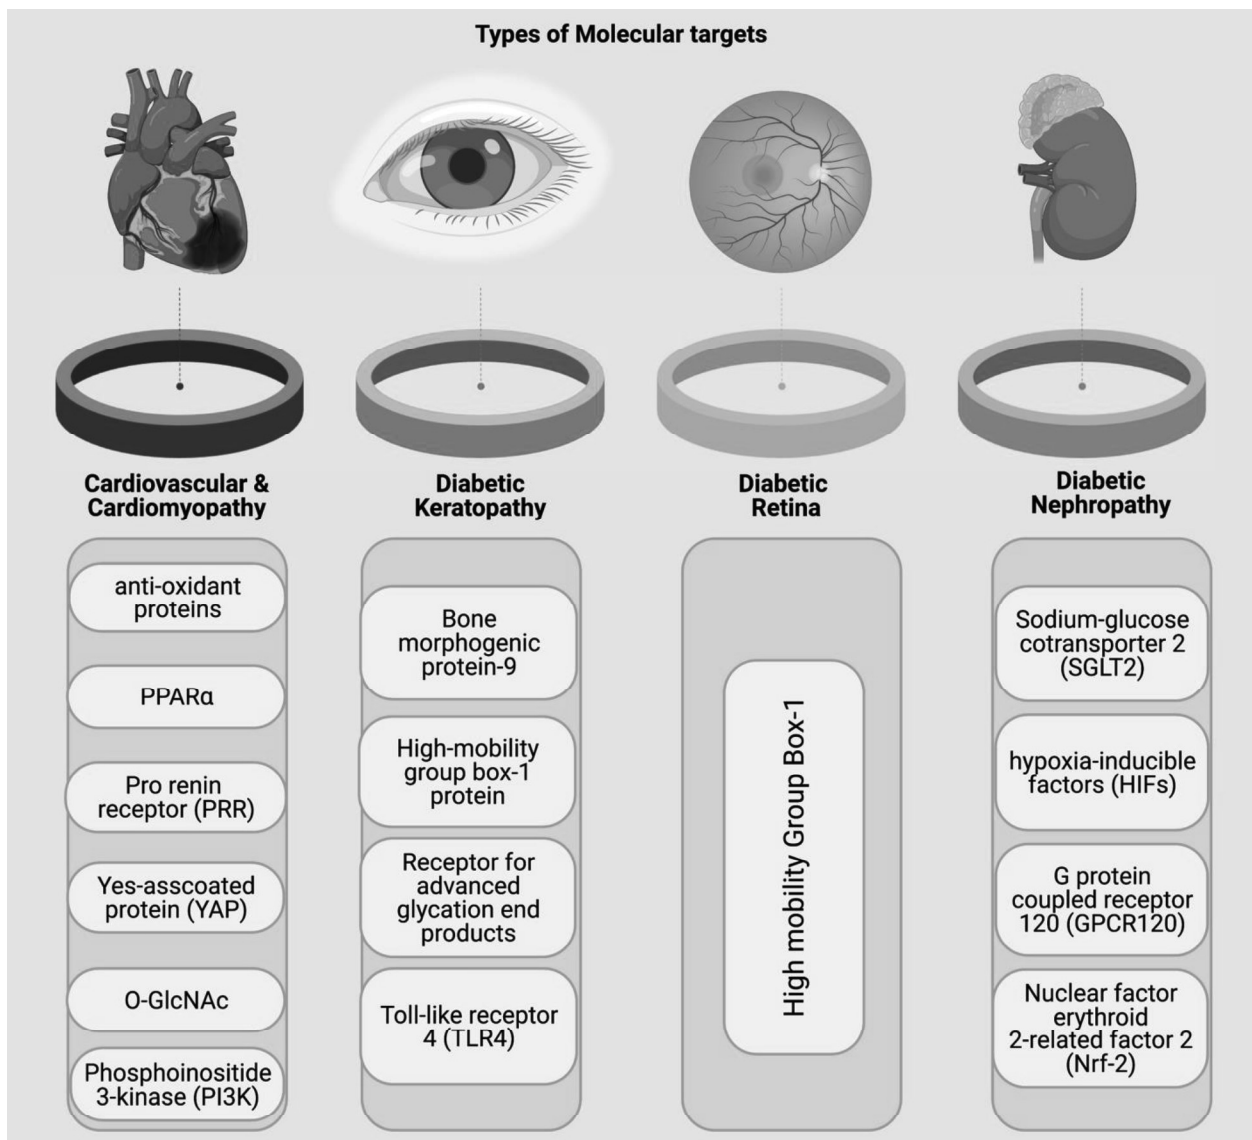 Types of Molecular targets
Cardiovascular &
Cardiomyopathy
anti-oxidant
proteins
PPARα
Pro renin
receptor (PRR)
Yes-asscoated
protein (YAP)
O-GlcNAc
Phosphoinositide
3-kinase (PI3K)
Diabetic
Keratopathy
Bone
morphogenic
protein-9
High-mobility
group box-1
protein
Receptor for
advanced
glycation end
products
Toll-like receptor
4 (TLR4)
Diabetic
Retina
High mobility Group Box-1
Diabetic
Nephropathy
Sodium-glucose
cotransporter 2
(SGLT2)
hypoxia-inducible
factors (HIFs)
G protein
coupled receptor
120 (GPCR120)
Nuclear factor
erythroid
2-related factor 2
(Nrf-2)